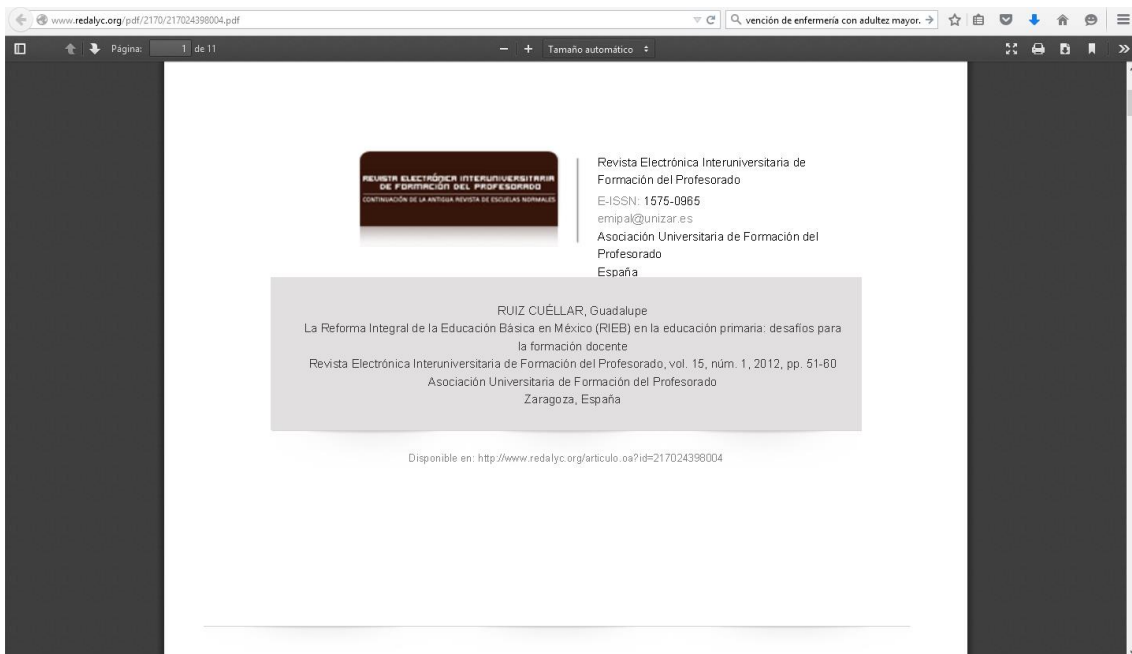 www.redalyc.org/pdf/2170/217024398004.pdf
vención de enfermería con adultez mayor.
Página: 1 de 11
Tamaño automático
REVISTA ELECTRÓNICA INTERUNIVERSITARIA
DE FORMACIÓN DEL PROFESORADO
CONTINUACIÓN DE LA ANTIGUA REVISTA DE ESCUELAS NORMALES
Revista Electrónica Interuniversitaria de
Formación del Profesorado
E-ISSN: 1575-0965
emipal@unizar.es
Asociación Universitaria de Formación del
Profesorado
España
RUIZ CUÉLLAR, Guadalupe
La Reforma Integral de la Educación Básica en México (RIEB) en la educación primaria: desafíos para
la formación docente
Revista Electrónica Interuniversitaria de Formación del Profesorado, vol. 15, núm. 1, 2012, pp. 51-60
Asociación Universitaria de Formación del Profesorado
Zaragoza, España
Disponible en: http://www.redalyc.org/articulo.oa?id=217024398004